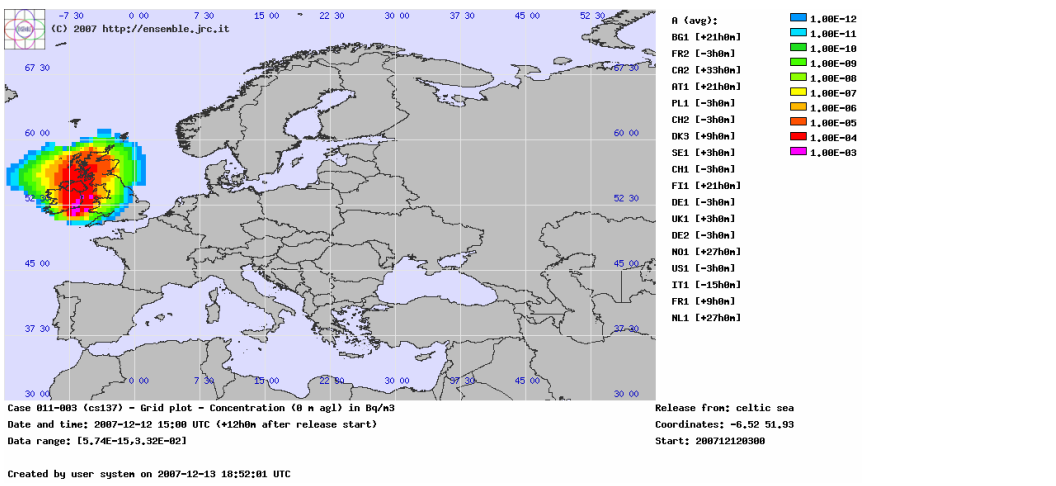 -7 30 0 00 7 30 15 00 22 30 30 00 37 30 45 00 52 30
(C) 2007 http://ensemble.jrc.it
67 30 67 30
60 00 60 00
52 30 52 30
45 00 45 00
37 30 37 30
0 00 7 30 15 00 22 30 30 00 37 30 45 00
30 00 30 00
A (avg):
BG1 [+21h0m]
FR2 [-3h0m]
CA2 [+33h0m]
AT1 [+21h0m]
PL1 [-3h0m]
CH2 [-3h0m]
DK3 [+9h0m]
SE1 [+3h0m]
CH1 [-3h0m]
FI1 [+21h0m]
DE1 [-3h0m]
UK1 [+3h0m]
DE2 [-3h0m]
NO1 [+27h0m]
US1 [-3h0m]
IT1 [-15h0m]
FR1 [+9h0m]
NL1 [+27h0m]
1.00E-12
1.00E-11
1.00E-10
1.00E-09
1.00E-08
1.00E-07
1.00E-06
1.00E-05
1.00E-04
1.00E-03
Case 011-003 (cs137) - Grid plot - Concentration (0 m agl) in Bq/m3
Date and time: 2007-12-12 15:00 UTC (+12h0m after release start)
Data range: [5.74E-15,3.32E-02]
Release from: celtic sea
Coordinates: -6.52 51.93
Start: 200712120300
Created by user system on 2007-12-13 18:52:01 UTC